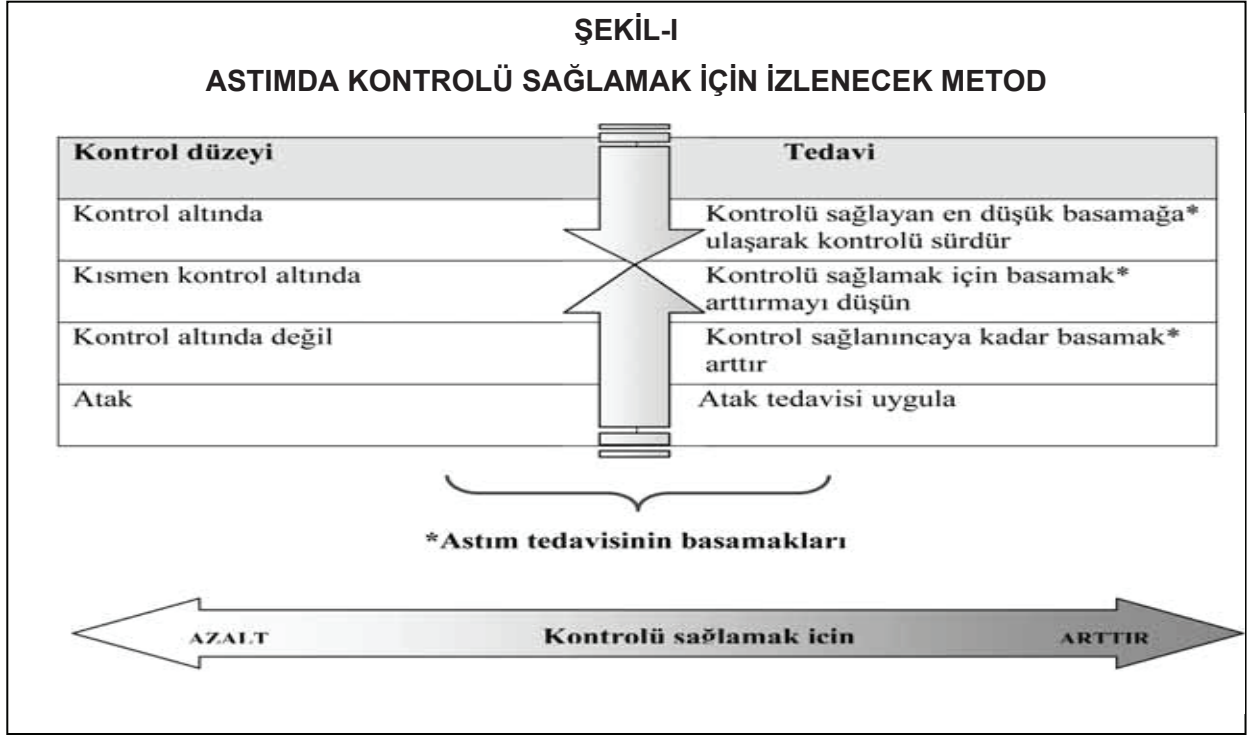 ŞEKİL-I
ASTIMDA KONTROLÜ SAĞLAMAK İÇİN İZLENECEK METOD
Kontrol düzeyi
Tedavi
Kontrol altında
Kontrolü sağlayan en düşük basamağa*
ulaşarak kontrolü sürdür
Kısmen kontrol altında
Kontrolü sağlamak için basamak*
arttırmayı düşün
Kontrol altında değil
Kontrol sağlanıncaya kadar basamak*
arttır
Atak
Atak tedavisi uygula
*Astım tedavisinin basamakları
AZALT
Kontrolü sağlamak icin
ARTTIR